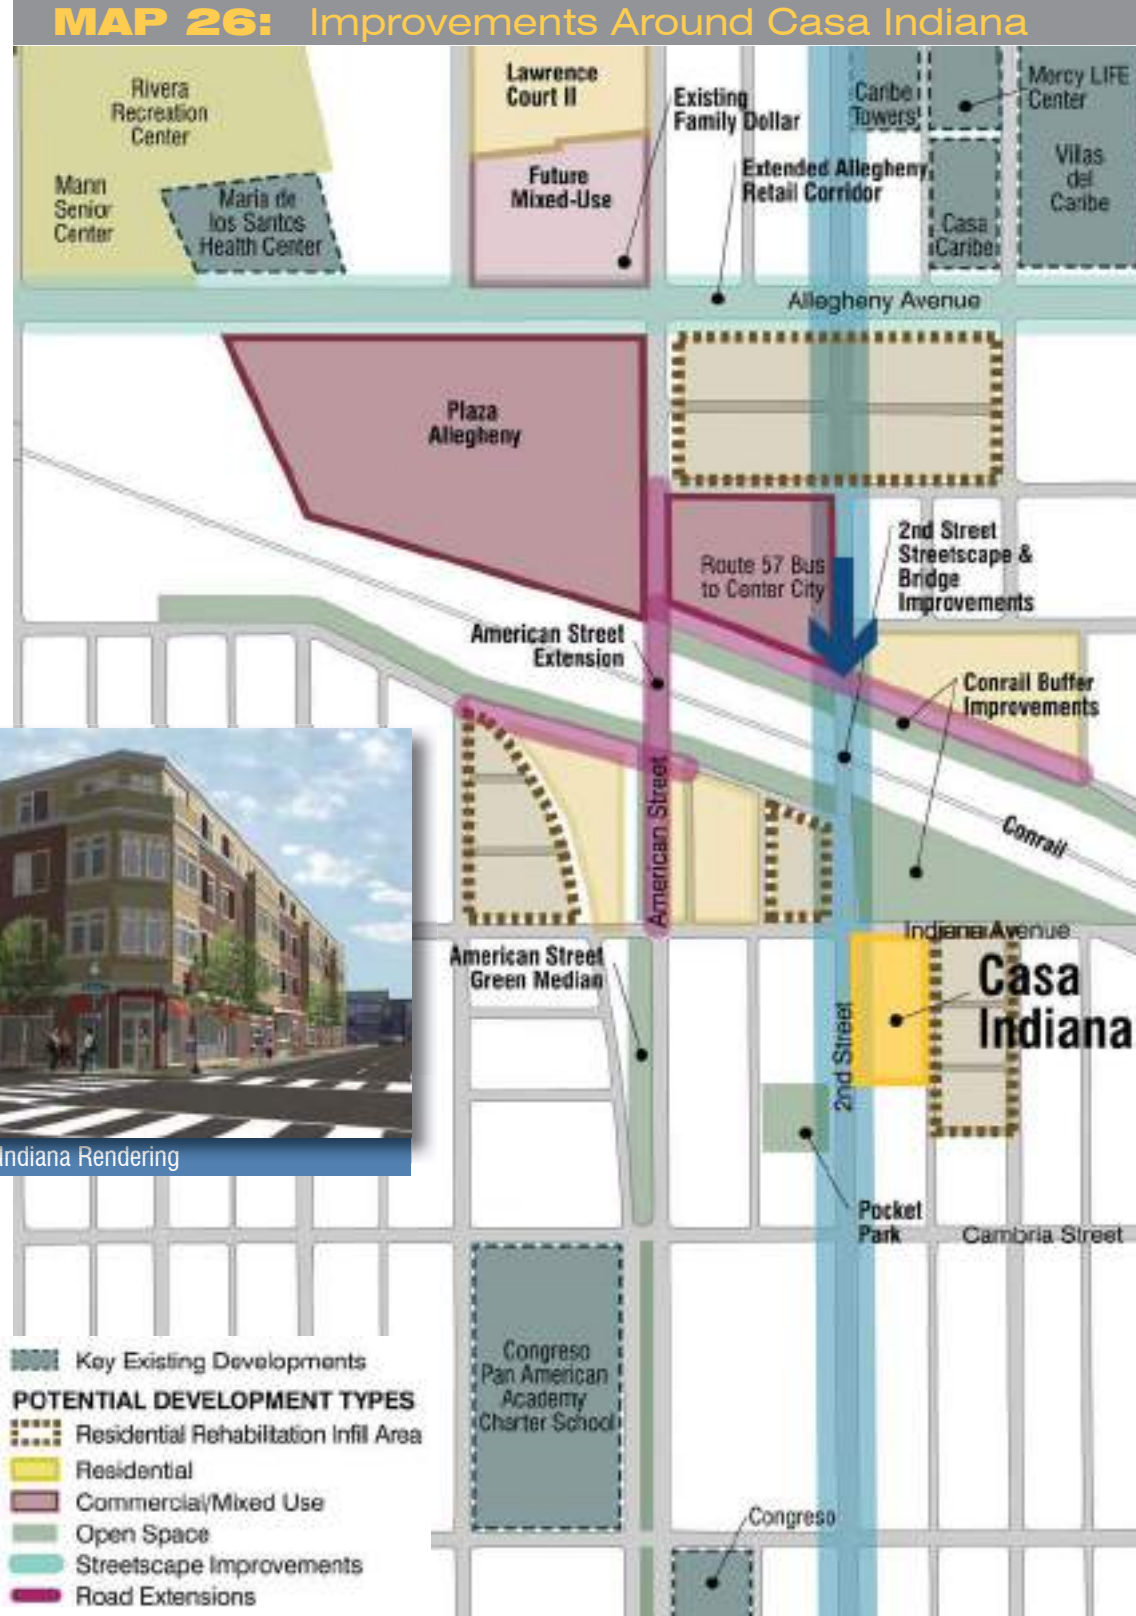 MAP 26: Improvements Around Casa Indiana
Rivera
Recreation
Center
Mann
Senior
Center
Maria de
los Santos
Health Center
Lawrence
Court II
Future
Mixed-Use
Existing
Family Dollar
Extended Allegheny
Retail Corridor
Caribe
Towers
Mercy LIFE
Center
Villas
del
Caribe
Casa
Caribe
Allegheny Avenue
Plaza
Allegheny
Route 57 Bus
to Center City
2nd Street
Streetscape &
Bridge
Improvements
American Street
Extension
Conrail Buffer
Improvements
Conrail
American Street
Indiana Avenue
American Street
Green Median
Casa
Indiana
2nd Street
Indiana Rendering
Pocket
Park
Cambria Street
Congreso
Pan American
Academy
Charter School
Congreso
Key Existing Developments
POTENTIAL DEVELOPMENT TYPES
Residential Rehabilitation Infill Area
Residential
Commercial/Mixed Use
Open Space
Streetscape Improvements
Road Extensions